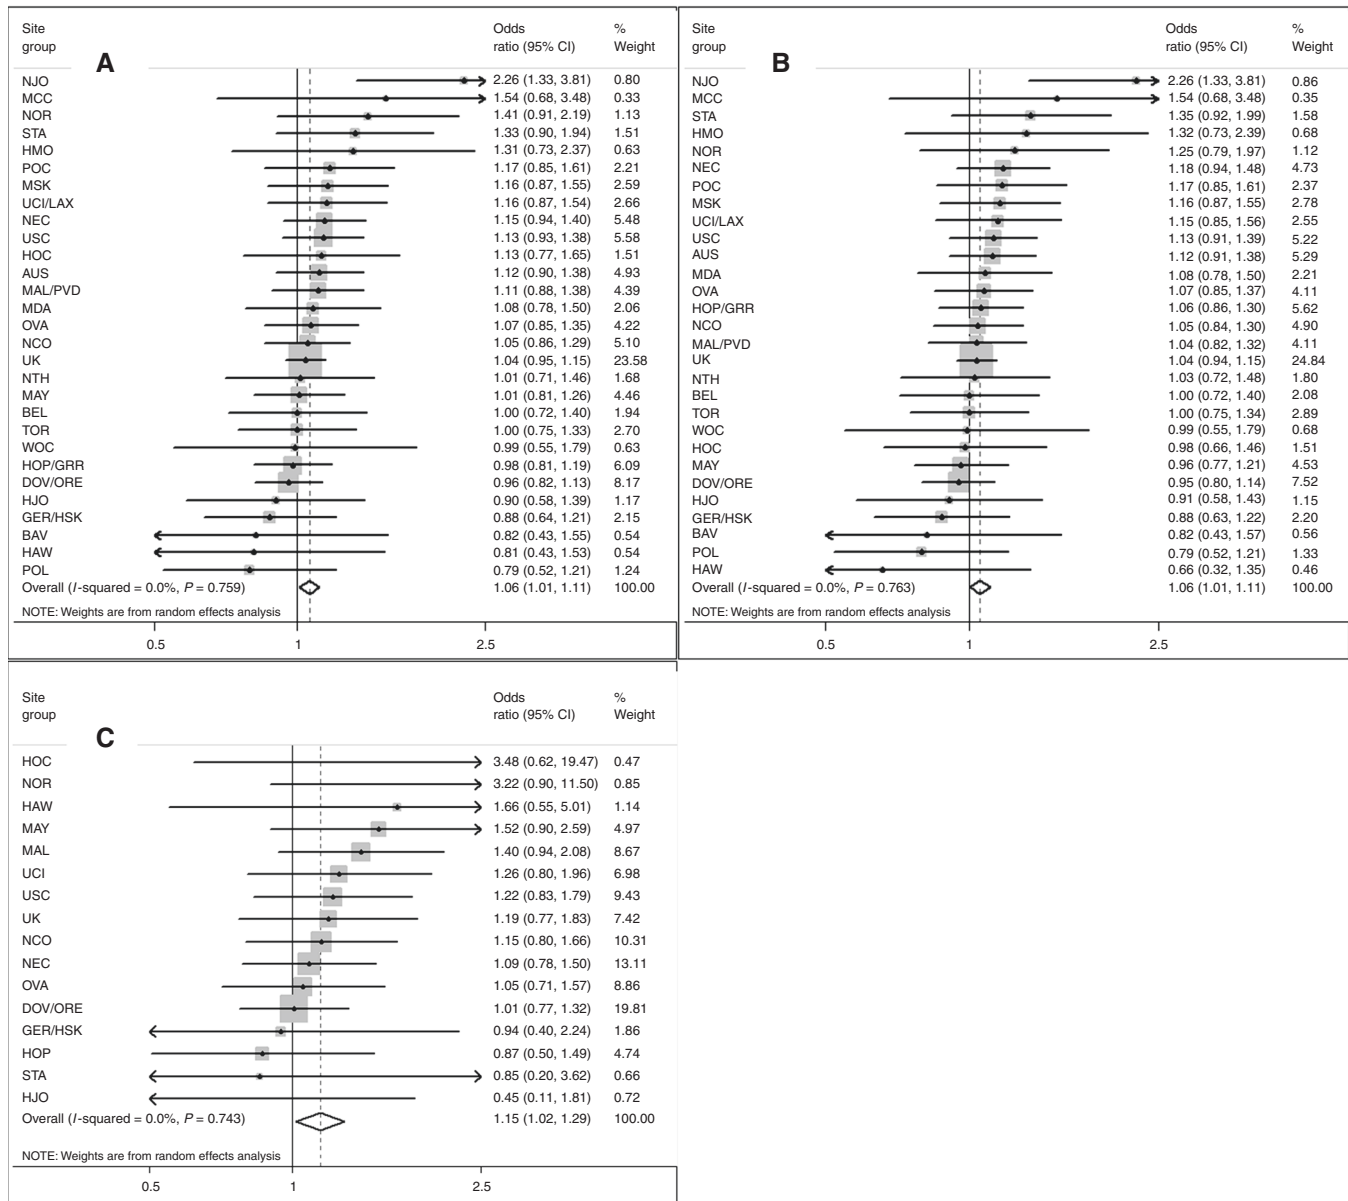 Site group Odds ratio (95% CI) % Weight
A
NJO 2.26 (1.33, 3.81) 0.80
MCC 1.54 (0.68, 3.48) 0.33
NOR 1.41 (0.91, 2.19) 1.13
STA 1.33 (0.90, 1.94) 1.51
HMO 1.31 (0.73, 2.37) 0.63
POC 1.17 (0.85, 1.61) 2.21
MSK 1.16 (0.87, 1.55) 2.59
UCI/LAX 1.16 (0.87, 1.54) 2.66
NEC 1.15 (0.94, 1.40) 5.48
USC 1.13 (0.93, 1.38) 5.58
HOC 1.13 (0.77, 1.65) 1.51
AUS 1.12 (0.90, 1.38) 4.93
MAL/PVD 1.11 (0.88, 1.38) 4.39
MDA 1.08 (0.78, 1.50) 2.06
OVA 1.07 (0.85, 1.35) 4.22
NCO 1.05 (0.86, 1.29) 5.10
UK 1.04 (0.95, 1.15) 23.58
NTH 1.01 (0.71, 1.46) 1.68
MAY 1.01 (0.81, 1.26) 4.46
BEL 1.00 (0.72, 1.40) 1.94
TOR 1.00 (0.75, 1.33) 2.70
WOC 0.99 (0.55, 1.79) 0.63
HOP/GRR 0.98 (0.81, 1.19) 6.09
DOV/ORE 0.96 (0.82, 1.13) 8.17
HJO 0.90 (0.58, 1.39) 1.17
GER/HSK 0.88 (0.64, 1.21) 2.15
BAV 0.82 (0.43, 1.55) 0.54
HAW 0.81 (0.43, 1.53) 0.54
POL 0.79 (0.52, 1.21) 1.24
Overall (I-squared = 0.0%, P = 0.759) 1.06 (1.01, 1.11) 100.00
NOTE: Weights are from random effects analysis
0.5 1 2.5
Site group Odds ratio (95% CI) % Weight
B
NJO 2.26 (1.33, 3.81) 0.86
MCC 1.54 (0.68, 3.48) 0.35
STA 1.35 (0.92, 1.99) 1.58
HMO 1.32 (0.73, 2.39) 0.68
NOR 1.25 (0.79, 1.97) 1.12
NEC 1.18 (0.94, 1.48) 4.73
POC 1.17 (0.85, 1.61) 2.37
MSK 1.16 (0.87, 1.55) 2.78
UCI/LAX 1.15 (0.85, 1.56) 2.55
USC 1.13 (0.91, 1.39) 5.22
AUS 1.12 (0.91, 1.38) 5.29
MDA 1.08 (0.78, 1.50) 2.21
OVA 1.07 (0.85, 1.37) 4.11
HOP/GRR 1.06 (0.86, 1.30) 5.62
NCO 1.05 (0.84, 1.30) 4.90
MAL/PVD 1.04 (0.82, 1.32) 4.11
UK 1.04 (0.94, 1.15) 24.84
NTH 1.03 (0.72, 1.48) 1.80
BEL 1.00 (0.72, 1.40) 2.08
TOR 1.00 (0.75, 1.34) 2.89
WOC 0.99 (0.55, 1.79) 0.68
HOC 0.98 (0.66, 1.46) 1.51
MAY 0.96 (0.77, 1.21) 4.53
DOV/ORE 0.95 (0.80, 1.14) 7.52
HJO 0.91 (0.58, 1.43) 1.15
GER/HSK 0.88 (0.63, 1.22) 2.20
BAV 0.82 (0.43, 1.57) 0.56
POL 0.79 (0.52, 1.21) 1.33
HAW 0.66 (0.32, 1.35) 0.46
Overall (I-squared = 0.0%, P = 0.763) 1.06 (1.01, 1.11) 100.00
NOTE: Weights are from random effects analysis
0.5 1 2.5
Site group Odds ratio (95% CI) % Weight
C
HOC 3.48 (0.62, 19.47) 0.47
NOR 3.22 (0.90, 11.50) 0.85
HAW 1.66 (0.55, 5.01) 1.14
MAY 1.52 (0.90, 2.59) 4.97
MAL 1.40 (0.94, 2.08) 8.67
UCI 1.26 (0.80, 1.96) 6.98
USC 1.22 (0.83, 1.79) 9.43
UK 1.19 (0.77, 1.83) 7.42
NCO 1.15 (0.80, 1.66) 10.31
NEC 1.09 (0.78, 1.50) 13.11
OVA 1.05 (0.71, 1.57) 8.86
DOV/ORE 1.01 (0.77, 1.32) 19.81
GER/HSK 0.94 (0.40, 2.24) 1.86
HOP 0.87 (0.50, 1.49) 4.74
STA 0.85 (0.20, 3.62) 0.66
HJO 0.45 (0.11, 1.81) 0.72
Overall (I-squared = 0.0%, P = 0.743) 1.15 (1.02, 1.29) 100.00
NOTE: Weights are from random effects analysis
0.5 1 2.5